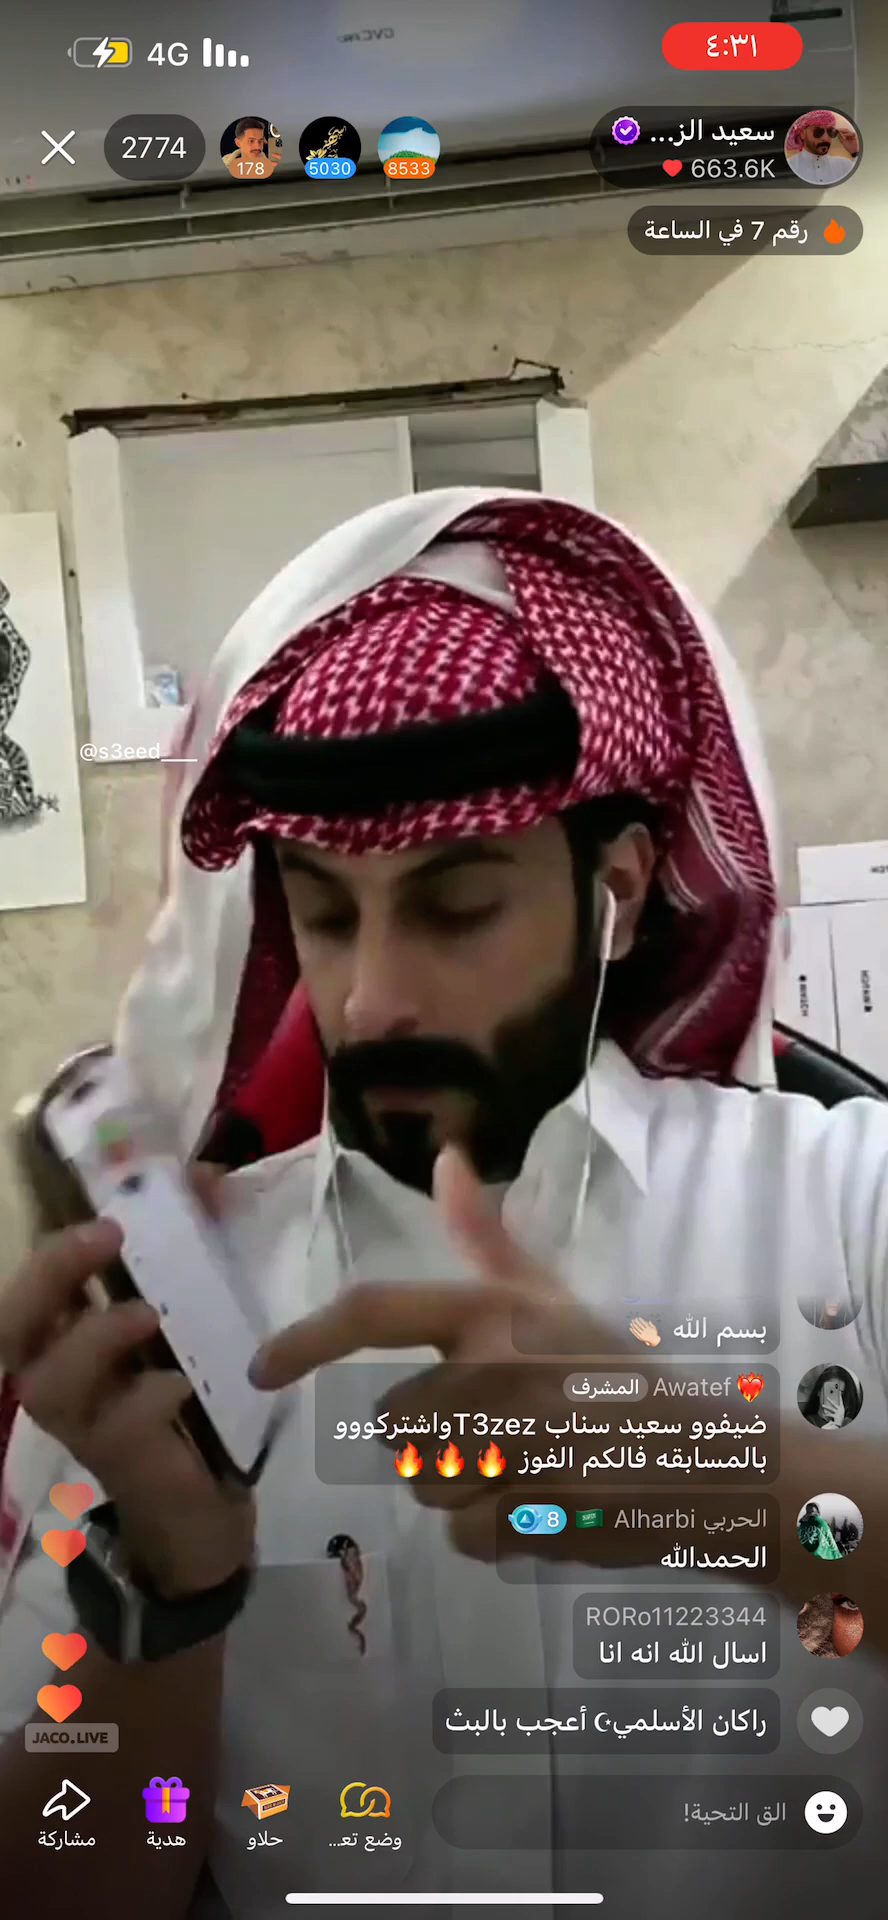 4G
٤:٣١
سعيد الز...
663.6K
2774
178
5030
8533
رقم 7 في الساعة
@s3eed___
بسم الله 👏🏻
Awatef❤️‍🔥 المشرف
ضيفوو سعيد سناب T3zezواشتركووو
بالمسابقه فالكم الفوز 🔥 🔥 🔥
الحربي Alharbi 🇸🇦 8
الحمدالله
RORo11223344
اسال الله انه انا
راكان الأسلمي☪ أعجب بالبث
JACO.LIVE
الق التحية!
وضع تعـ...
حلاو
هدية
مشاركة